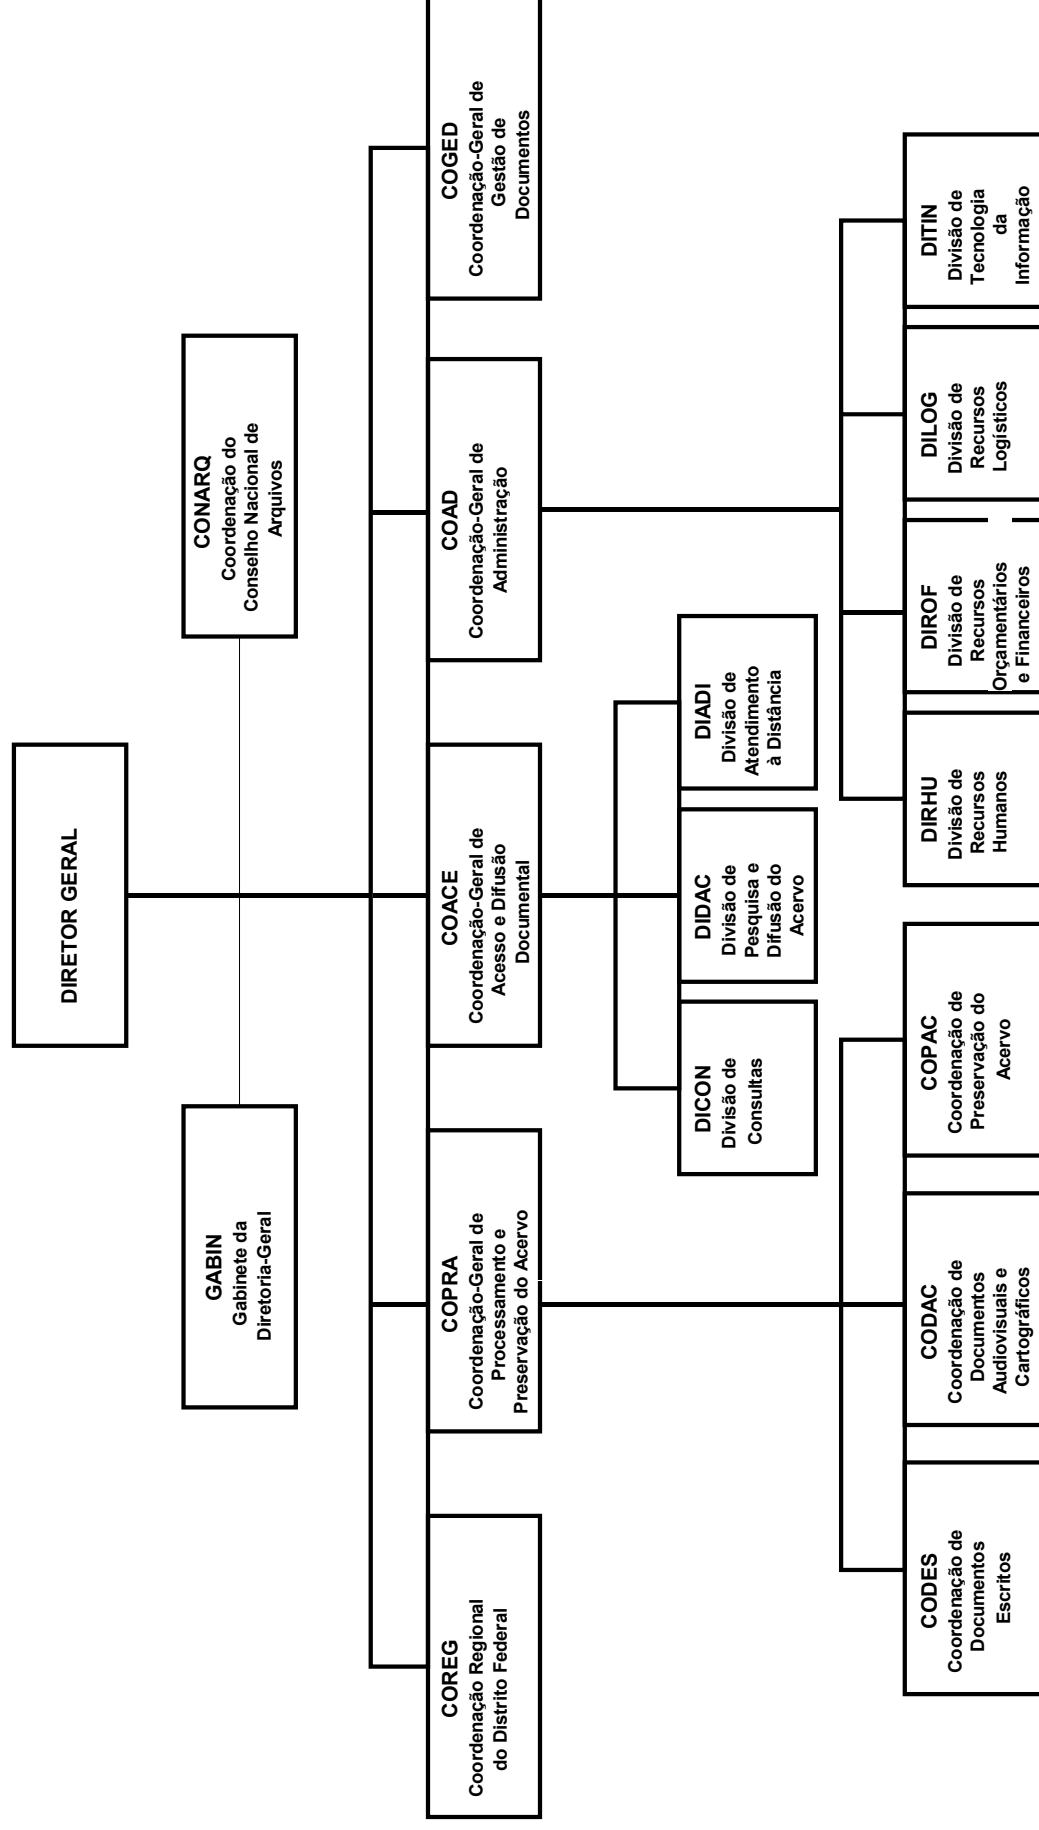 DIRETOR GERAL
GABIN
Gabinete da
Diretoria-Geral
CONARQ
Coordenação do
Conselho Nacional de
Arquivos
COREG
Coordenação Regional
do Distrito Federal
COPRA
Coordenação-Geral de
Processamento e
Preservação do Acervo
COACE
Coordenação-Geral de
Acesso e Difusão
Documental
COAD
Coordenação-Geral de
Administração
COGED
Coordenação-Geral de
Gestão de
Documentos
DICON
Divisão de
Consultas
DIDAC
Divisão de
Pesquisa e
Difusão do
Acervo
DIADI
Divisão de
Atendimento
à Distância
CODES
Coordenação de
Documentos
Escritos
CODAC
Coordenação de
Documentos
Audiovisuais e
Cartográficos
COPAC
Coordenação de
Preservação do
Acervo
DIRHU
Divisão de
Recursos
Humanos
DIROF
Divisão de
Recursos
Orçamentários
e Financeiros
DILOG
Divisão de
Recursos
Logísticos
DITIN
Divisão de
Tecnologia
da
Informação